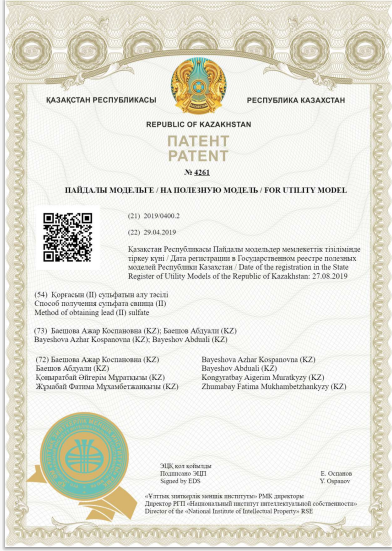 ҚАЗАҚСТАН РЕСПУБЛИКАСЫ РЕСПУБЛИКА КАЗАХСТАН
REPUBLIC OF KAZAKHSTAN
ПАТЕНТ
PATENT
№ 4261
ПАЙДАЛЫ МОДЕЛЬГЕ / НА ПОЛЕЗНУЮ МОДЕЛЬ / FOR UTILITY MODEL
(21) 2019/0400.2
(22) 29.04.2019
Қазақстан Республикасы Пайдалы модельдер мемлекеттік тізілімінде
тіркеу күні / Дата регистрации в Государственном реестре полезных
моделей Республики Казахстан / Date of the registration in the State
Register of Utility Models of the Republic of Kazakhstan: 27.08.2019
(54) Қорғасын (II) сульфатын алу тәсілі
Способ получения сульфата свинца (II)
Method of obtaining lead (II) sulfate
(73) Баешова Ажар Коспановна (KZ); Баешов Абдуали (KZ)
Bayeshova Azhar Kospanovna (KZ); Bayeshov Abduali (KZ)
(72) Баешова Ажар Коспановна (KZ) Bayeshova Azhar Kospanovna (KZ)
Баешов Абдуали (KZ) Bayeshov Abduali (KZ)
Қоңыратбай Әйгерім Мұратқызы (KZ) Kongyratbay Aigerim Muratkyzy (KZ)
Жұмабай Фатима Мұхамбетжанқызы (KZ) Zhumabay Fatima Mukhambetzhankyzy (KZ)
ЭЦҚ қол қойылды Е. Оспанов
Подписано ЭЦП Y. Ospanov
Signed by EDS
«Ұлттық зияткерлік меншік институты» РМК директоры
Директор РГП «Национальный институт интеллектуальной собственности»
Director of the «National Institute of Intellectual Property» RSE